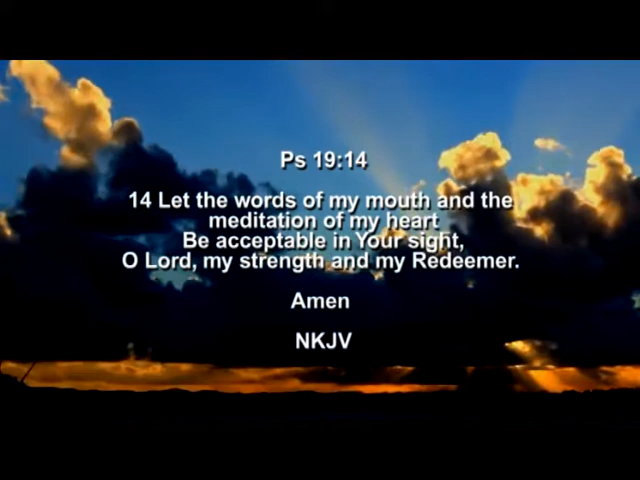 Ps 19:14
14 Let the words of my mouth and the
meditation of my heart
Be acceptable in Your sight,
O Lord, my strength and my Redeemer.
Amen
NKJV